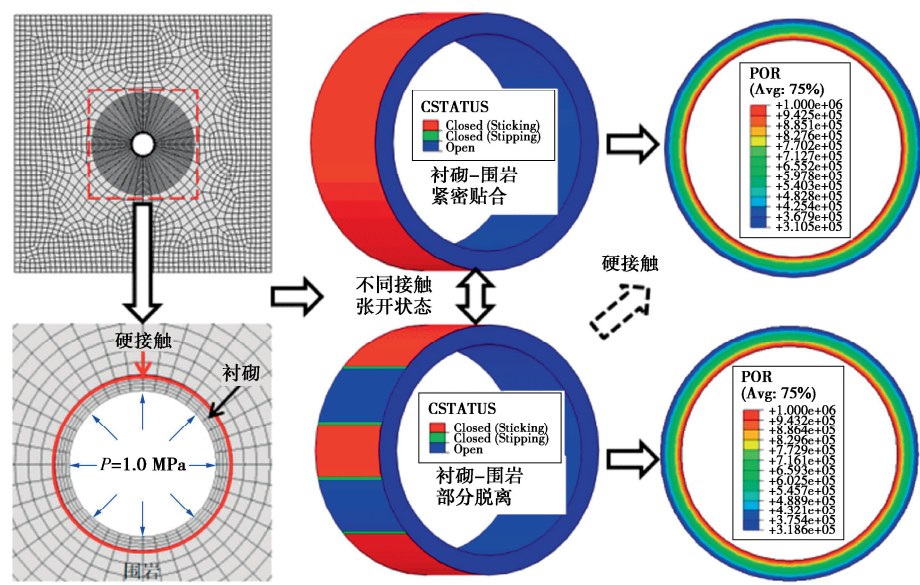 硬接触
衬砌
P=1.0 MPa
围岩
CSTATUS
Closed (Sticking)
Closed (Stipping)
Open
衬砌-围岩
紧密贴合
不同接触
张开状态
CSTATUS
Closed (Sticking)
Closed (Stipping)
Open
衬砌-围岩
部分脱离
硬接触
POR
(Avg: 75%)
+1.000e+06
+9.425e+05
+8.851e+05
+8.276e+05
+7.702e+05
+7.127e+05
+6.552e+05
+5.978e+05
+5.403e+05
+4.828e+05
+4.254e+05
+3.679e+05
+3.105e+05
POR
(Avg: 75%)
+1.000e+06
+9.432e+05
+8.864e+05
+8.296e+05
+7.729e+05
+7.161e+05
+6.593e+05
+6.025e+05
+5.457e+05
+4.889e+05
+4.321e+05
+3.754e+05
+3.186e+05